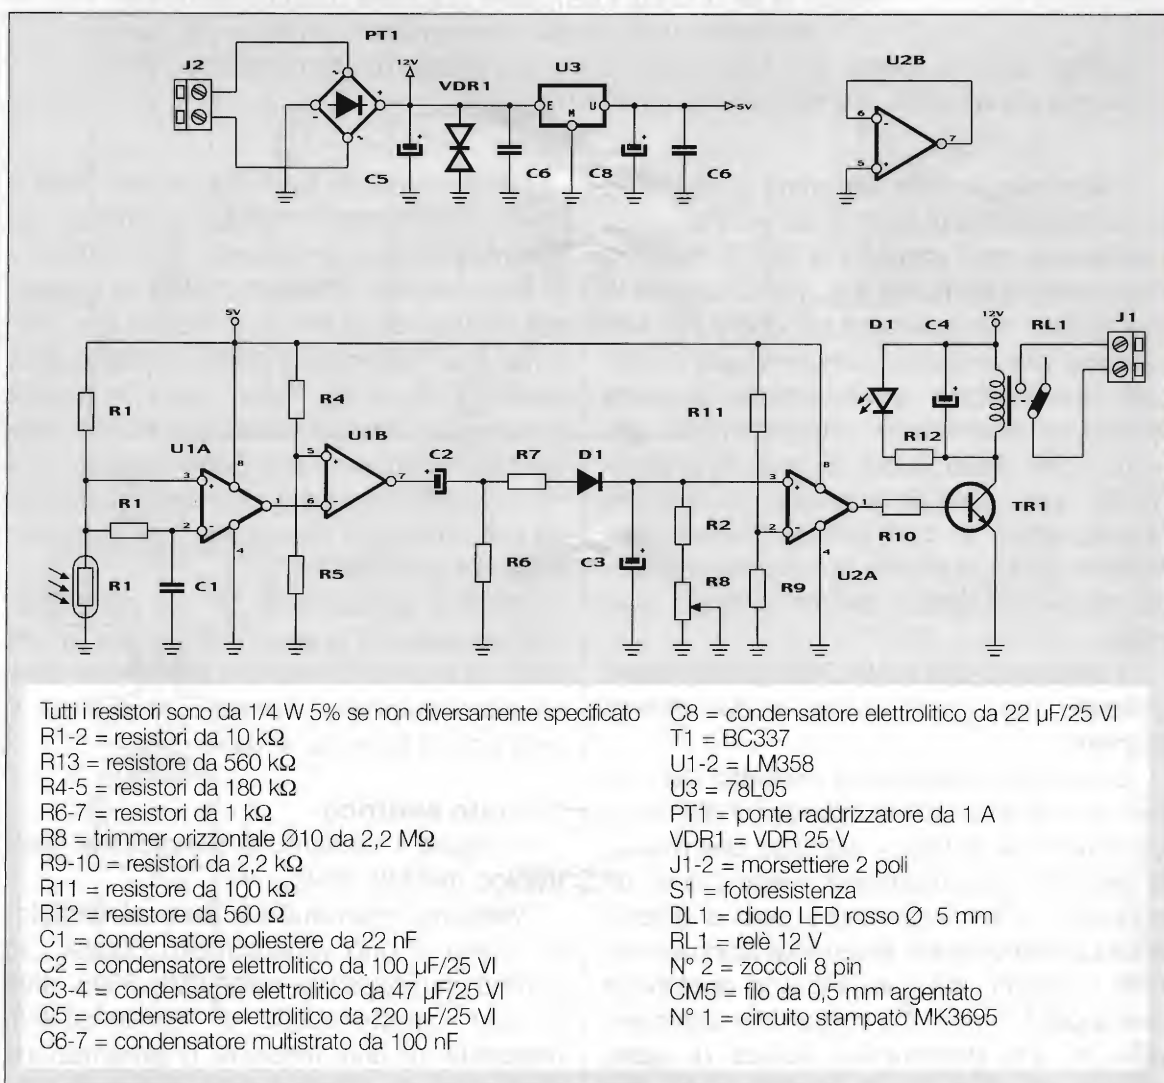 PT1
J2
12V
VDR1
U3
U2B
E
U
M
5V
6
7
5
C5
C6
C8
C6
5V
12V
D1
C4
RL1
J1
R1
R4
R11
U1A
U1B
8
3
5
C2
R7
D1
R12
8
3
TR1
R1
1
7
6
2
1
2
R10
4
R2
4
R1
C1
R5
R6
C3
R8
R9
U2A
Tutti i resistori sono da 1/4 W 5% se non diversamente specificato
R1-2 = resistori da 10 kΩ
R13 = resistore da 560 kΩ
R4-5 = resistori da 180 kΩ
R6-7 = resistori da 1 kΩ
R8 = trimmer orizzontale Ø10 da 2,2 MΩ
R9-10 = resistori da 2,2 kΩ
R11 = resistore da 100 kΩ
R12 = resistore da 560 Ω
C1 = condensatore poliestere da 22 nF
C2 = condensatore elettrolitico da 100 µF/25 Vl
C3-4 = condensatore elettrolitico da 47 µF/25 Vl
C5 = condensatore elettrolitico da 220 µF/25 Vl
C6-7 = condensatore multistrato da 100 nF
C8 = condensatore elettrolitico da 22 µF/25 Vl
T1 = BC337
U1-2 = LM358
U3 = 78L05
PT1 = ponte raddrizzatore da 1 A
VDR1 = VDR 25 V
J1-2 = morsettiere 2 poli
S1 = fotoresistenza
DL1 = diodo LED rosso Ø 5 mm
RL1 = relè 12 V
N° 2 = zoccoli 8 pin
CM5 = filo da 0,5 mm argentato
N° 1 = circuito stampato MK3695